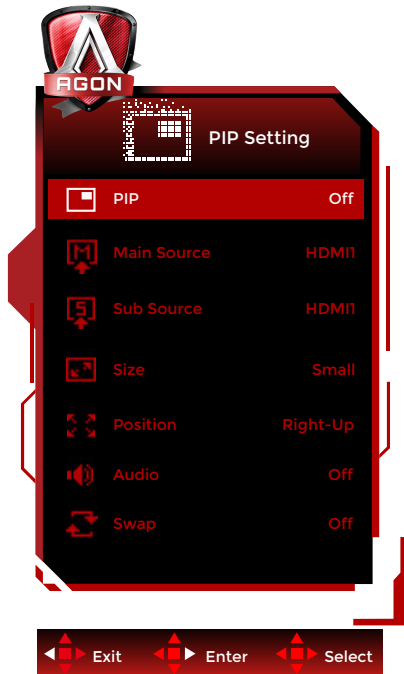 AGON
PIP Setting
PIP Off
Main Source HDMI1
Sub Source HDMI1
Size Small
Position Right-Up
Audio Off
Swap Off
Exit Enter Select